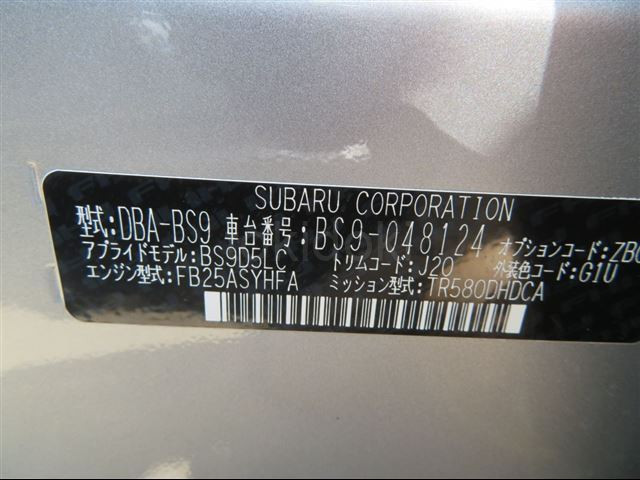 SUBARU CORPORATION
型式:DBA-BS9 車台番号:BS9-048124 オプションコード:ZB
アプライドモデル:BS9D5LC トリムコード:J20 外装色コード:G1U
エンジン型式:FB25ASYHFA ミッション型式:TR580DHDCA